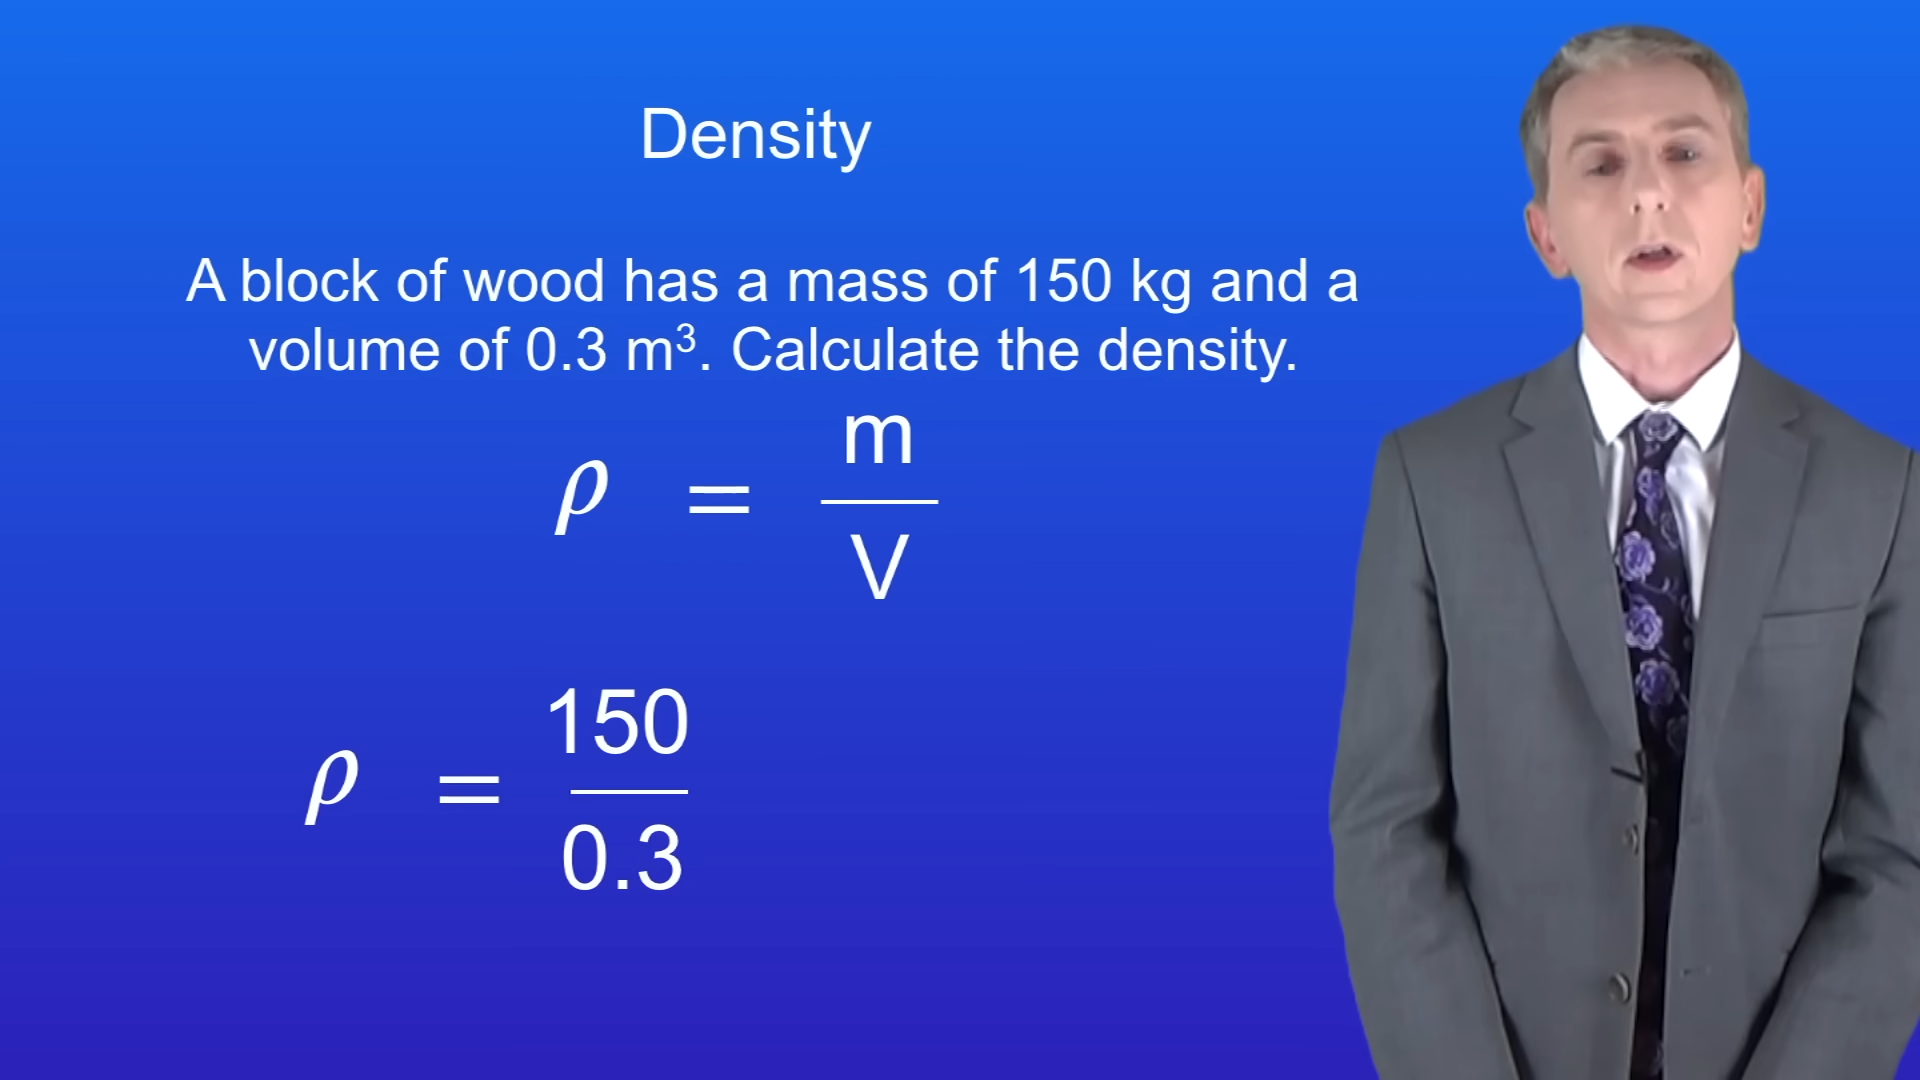 Density
A block of wood has a mass of 150 kg and a
volume of 0.3 m³. Calculate the density.
ρ = m
V
ρ = 150
0.3